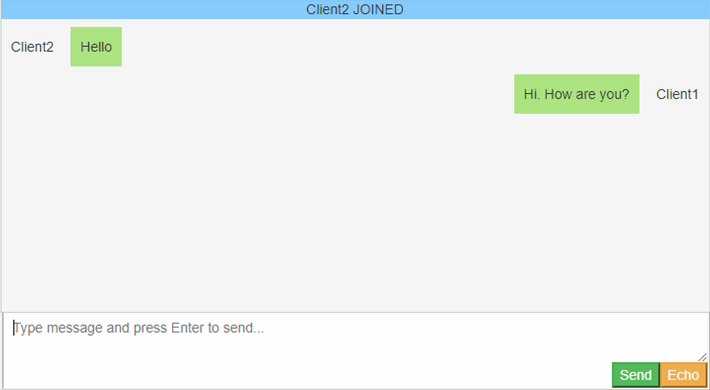 Client2 JOINED
Client2 Hello
Hi. How are you? Client1
Type message and press Enter to send...
Send Echo